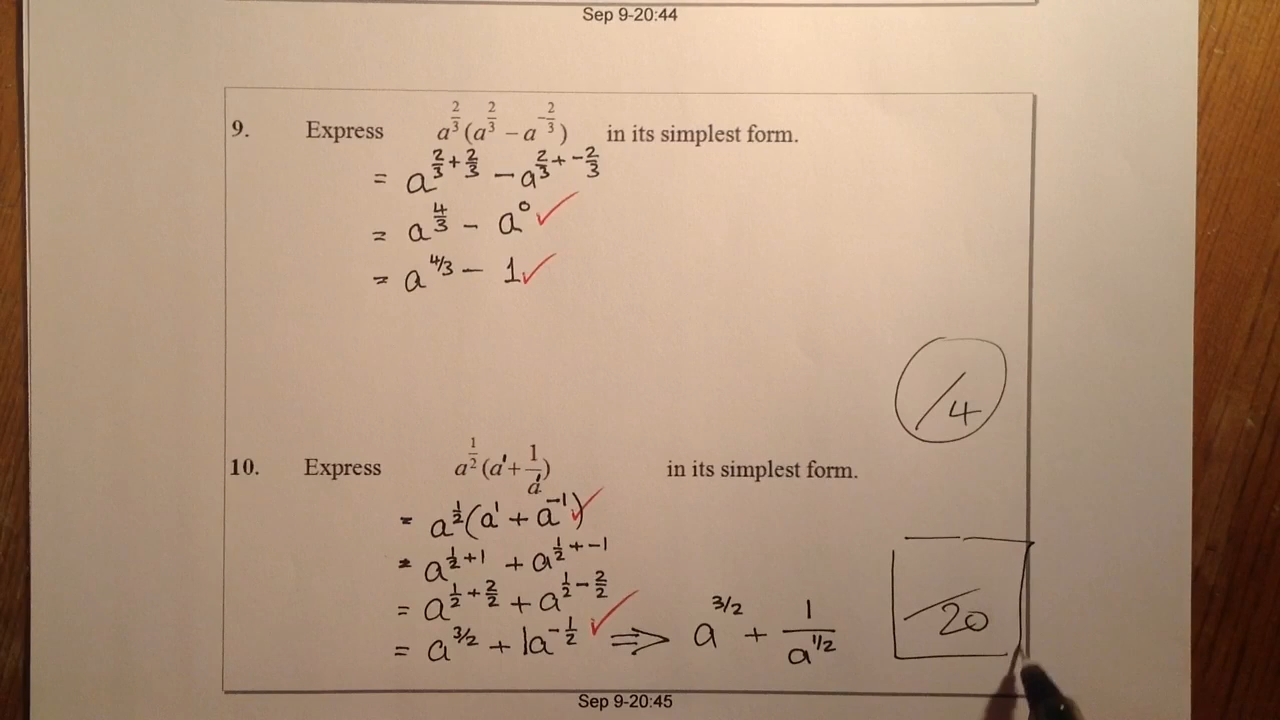 Sep 9-20:44
9. Express a^{2/3}(a^{2/3} − a^{-2/3}) in its simplest form.
= a^{2/3 + 2/3} − a^{2/3 + -2/3}
= a^{4/3} − a^0 ✓
= a^{4/3} − 1 ✓
/4
10. Express a^{1/2}(a^1 + 1/a^1) in its simplest form.
= a^{1/2}(a^1 + a^{-1}) ✓
= a^{1/2 + 1} + a^{1/2 + -1}
= a^{1/2 + 2/2} + a^{1/2 − 2/2}
= a^{3/2} + 1a^{-1/2} ✓ ⇒ a^{3/2} + 1/a^{1/2}
/20
Sep 9-20:45